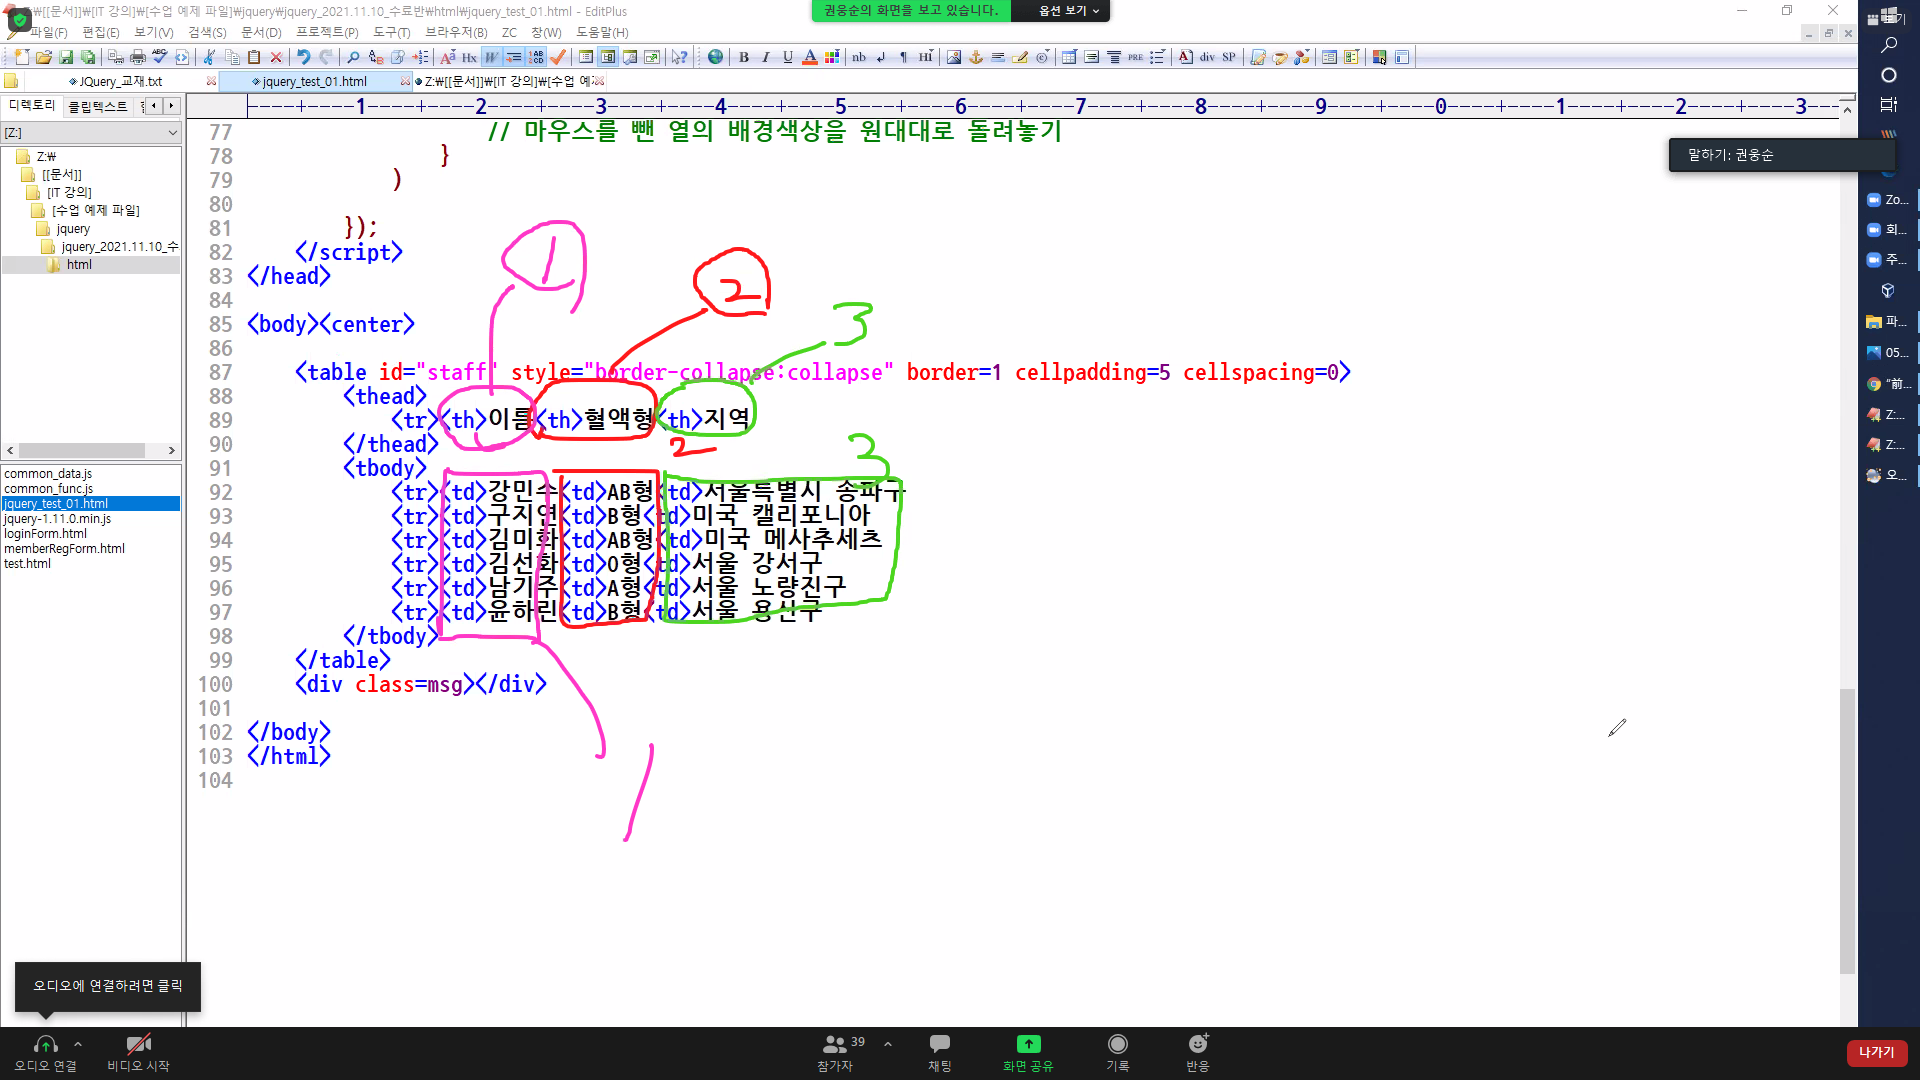 Z:₩[[문서]]₩[IT 강의]₩[수업 예제 파일]₩jquery₩jquery_2021.11.10_수료반₩html₩jquery_test_01.html - EditPlus
권웅순의 화면을 보고 있습니다.
옵션 보기
파일(F) 편집(E) 보기(V) 검색(S) 문서(D) 프로젝트(P) 도구(T) 브라우저(B) ZC 창(W) 도움말(H)
JQuery_교재.txt
jquery_test_01.html
Z:₩[[문서]]₩[IT 강의]₩[수업 예
디렉토리 클립텍스트
[Z:]
Z:₩
[[문서]]
[IT 강의]
[수업 예제 파일]
jquery
jquery_2021.11.10_수
html
common_data.js
common_func.js
jquery_test_01.html
jquery-1.11.0.min.js
loginForm.html
memberRegForm.html
test.html
1 2 3 4 5 6 7 8 9 0 1 2 3
77 // 마우스를 뺀 열의 배경색상을 원대대로 돌려놓기
78 }
79 )
80
81 });
82 </script>
83 </head>
84
85 <body><center>
86
87 <table id="staff" style="border-collapse:collapse" border=1 cellpadding=5 cellspacing=0>
88 <thead>
89 <tr><th>이름<th>혈액형<th>지역
90 </thead>
91 <tbody>
92 <tr><td>강민수<td>AB형<td>서울특별시 송파구
93 <tr><td>구지연<td>B형<td>미국 캘리포니아
94 <tr><td>김미화<td>AB형<td>미국 메사추세츠
95 <tr><td>김선화<td>O형<td>서울 강서구
96 <tr><td>남기주<td>A형<td>서울 노량진구
97 <tr><td>윤하린<td>B형<td>서울 용산구
98 </tbody>
99 </table>
100 <div class=msg></div>
101
102 </body>
103 </html>
104
1
2
3
2
3
1
말하기: 권웅순
Zo...
회...
주...
파...
05...
"前...
Z:...
Z:...
오...
오디오에 연결하려면 클릭
오디오 연결
비디오 시작
참가자 39
채팅
화면 공유
기록
반응
나가기